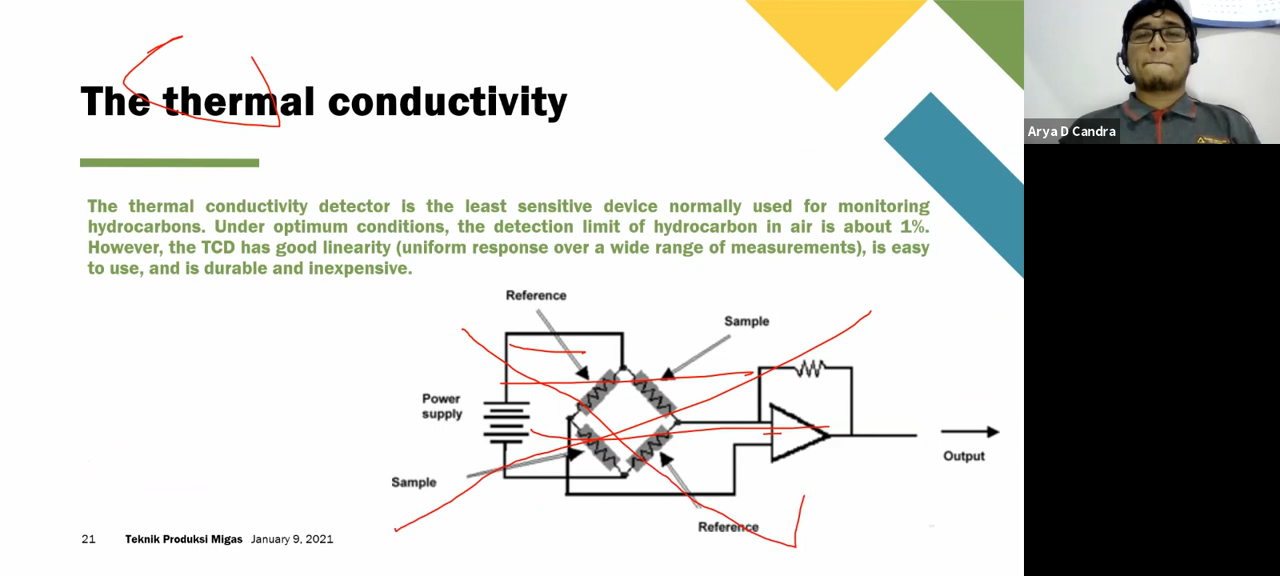 The thermal conductivity
The thermal conductivity detector is the least sensitive device normally used for monitoring
hydrocarbons. Under optimum conditions, the detection limit of hydrocarbon in air is about 1%.
However, the TCD has good linearity (uniform response over a wide range of measurements), is easy
to use, and is durable and inexpensive.
Reference
Sample
Power
supply
Sample
Reference
Output
21 Teknik Produksi Migas January 9, 2021
Arya D Candra